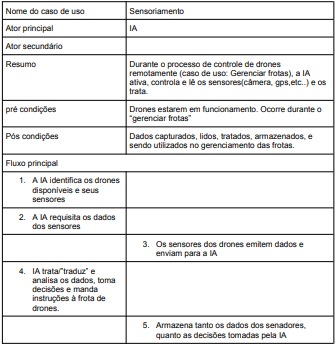 Nome do caso de uso Sensoriamento
Ator principal IA
Ator secundário
Resumo Durante o processo de controle de drones
remotamente (caso de uso: Gerenciar frotas), a IA
ativa, controla e lê os sensores(câmera, gps,etc..) e os
trata.
pré condições Drones estarem em funcionamento. Ocorre durante o
“gerenciar frotas”
Pós condições Dados capturados, lidos, tratados, armazenados, e
sendo utilizados no gerenciamento das frotas.
Fluxo principal
1. A IA identifica os drones
disponíveis e seus
sensores
2. A IA requisita os dados
dos sensores
3. Os sensores dos drones emitem dados e
enviam para a IA
4. IA trata/”traduz” e
analisa os dados, toma
decisões e manda
instruções à frota de
drones.
5. Armazena tanto os dados dos senadores,
quanto as decisões tomadas pela IA